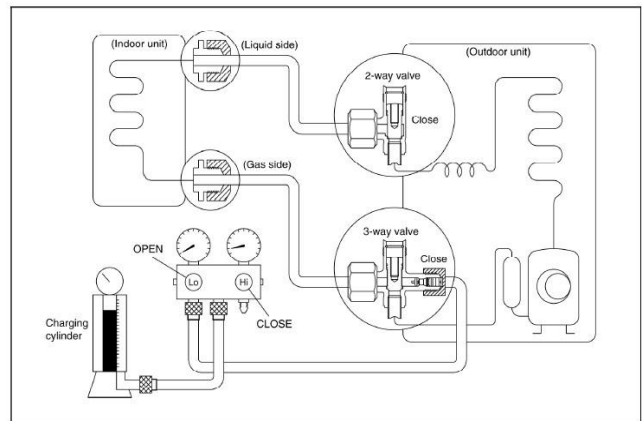 (Indoor unit)
(Liquid side)
(Outdoor unit)
2-way valve
Close
(Gas side)
3-way valve
Close
OPEN
Lo
Hi
CLOSE
Charging
cylinder